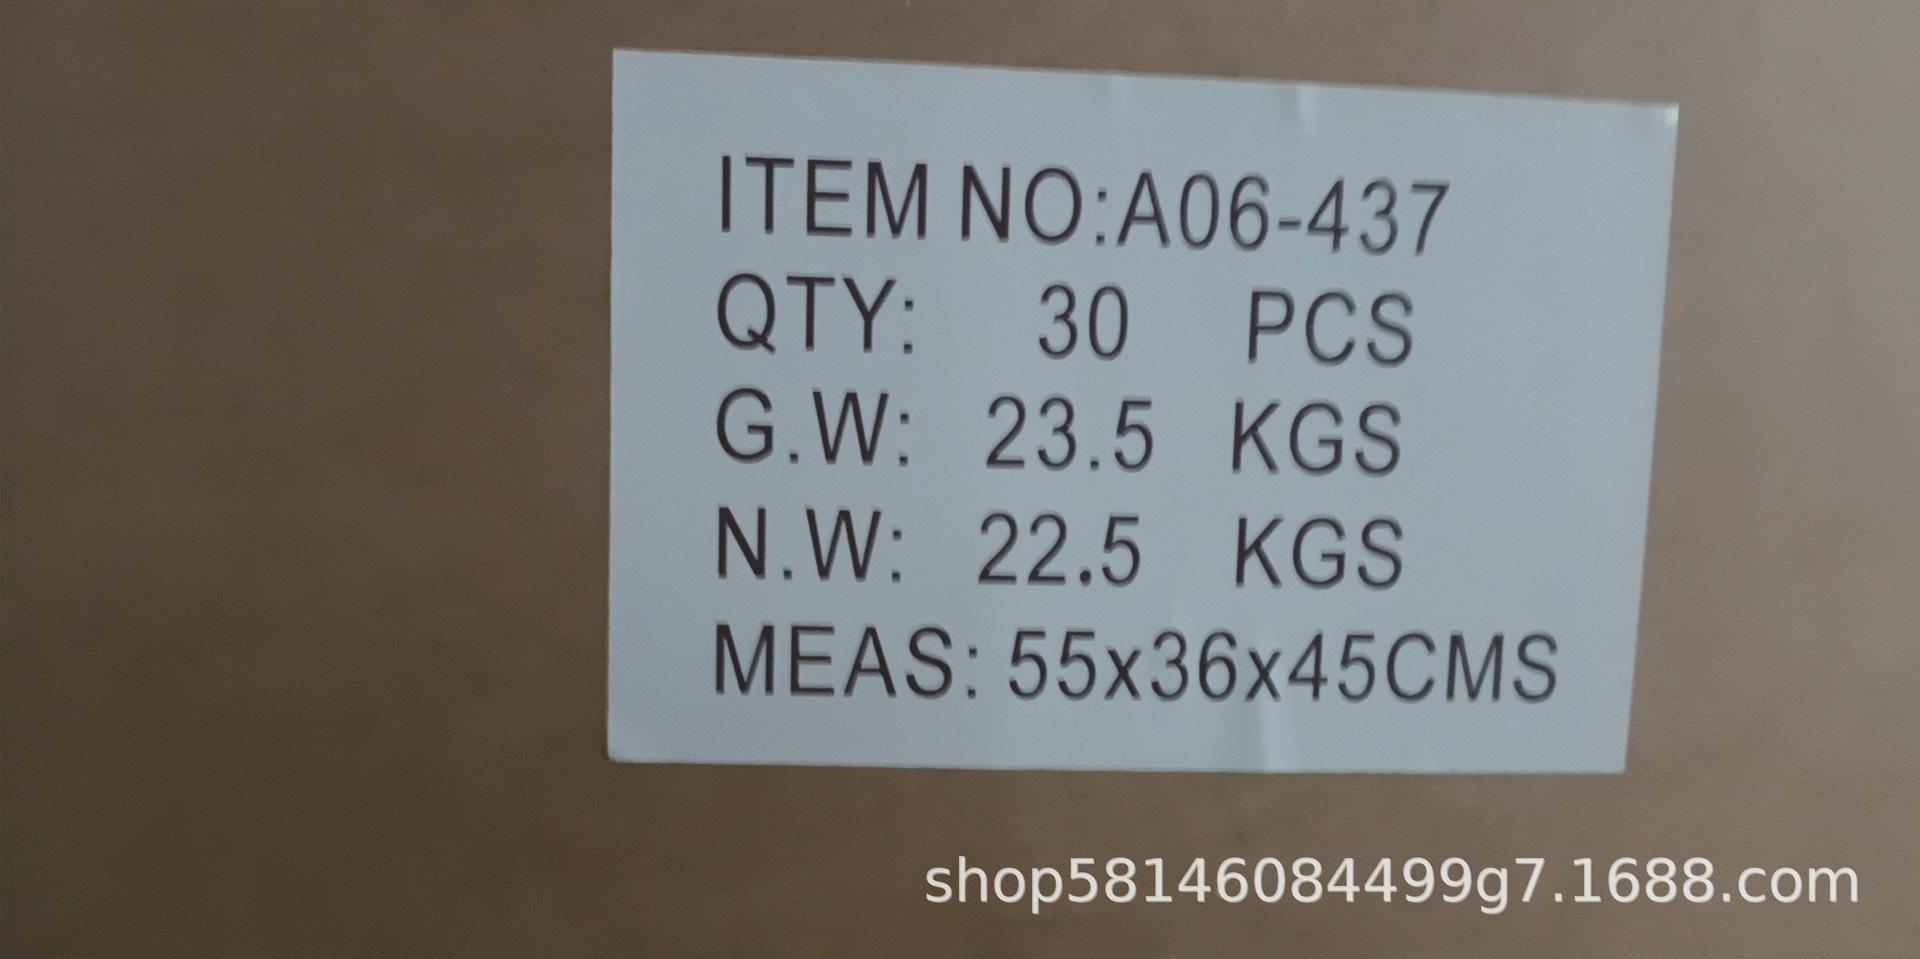 ITEM NO:A06-437
QTY: 30 PCS
G.W: 23.5 KGS
N.W: 22.5 KGS
MEAS: 55x36x45CMS
shop58146084499g7.1688.com